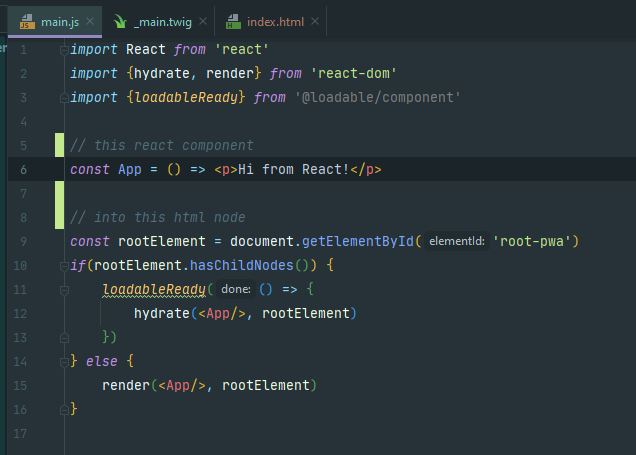 main.js
_main.twig
index.html
er
1 import React from 'react'
2 import {hydrate, render} from 'react-dom'
3 import {loadableReady} from '@loadable/component'
4
5 // this react component
6 const App = () => <p>Hi from React!</p>
7
8 // into this html node
9 const rootElement = document.getElementById( elementId: 'root-pwa')
10 if(rootElement.hasChildNodes()) {
11 loadableReady( done: () => {
12 hydrate(<App/>, rootElement)
13 })
14 } else {
15 render(<App/>, rootElement)
16 }
17